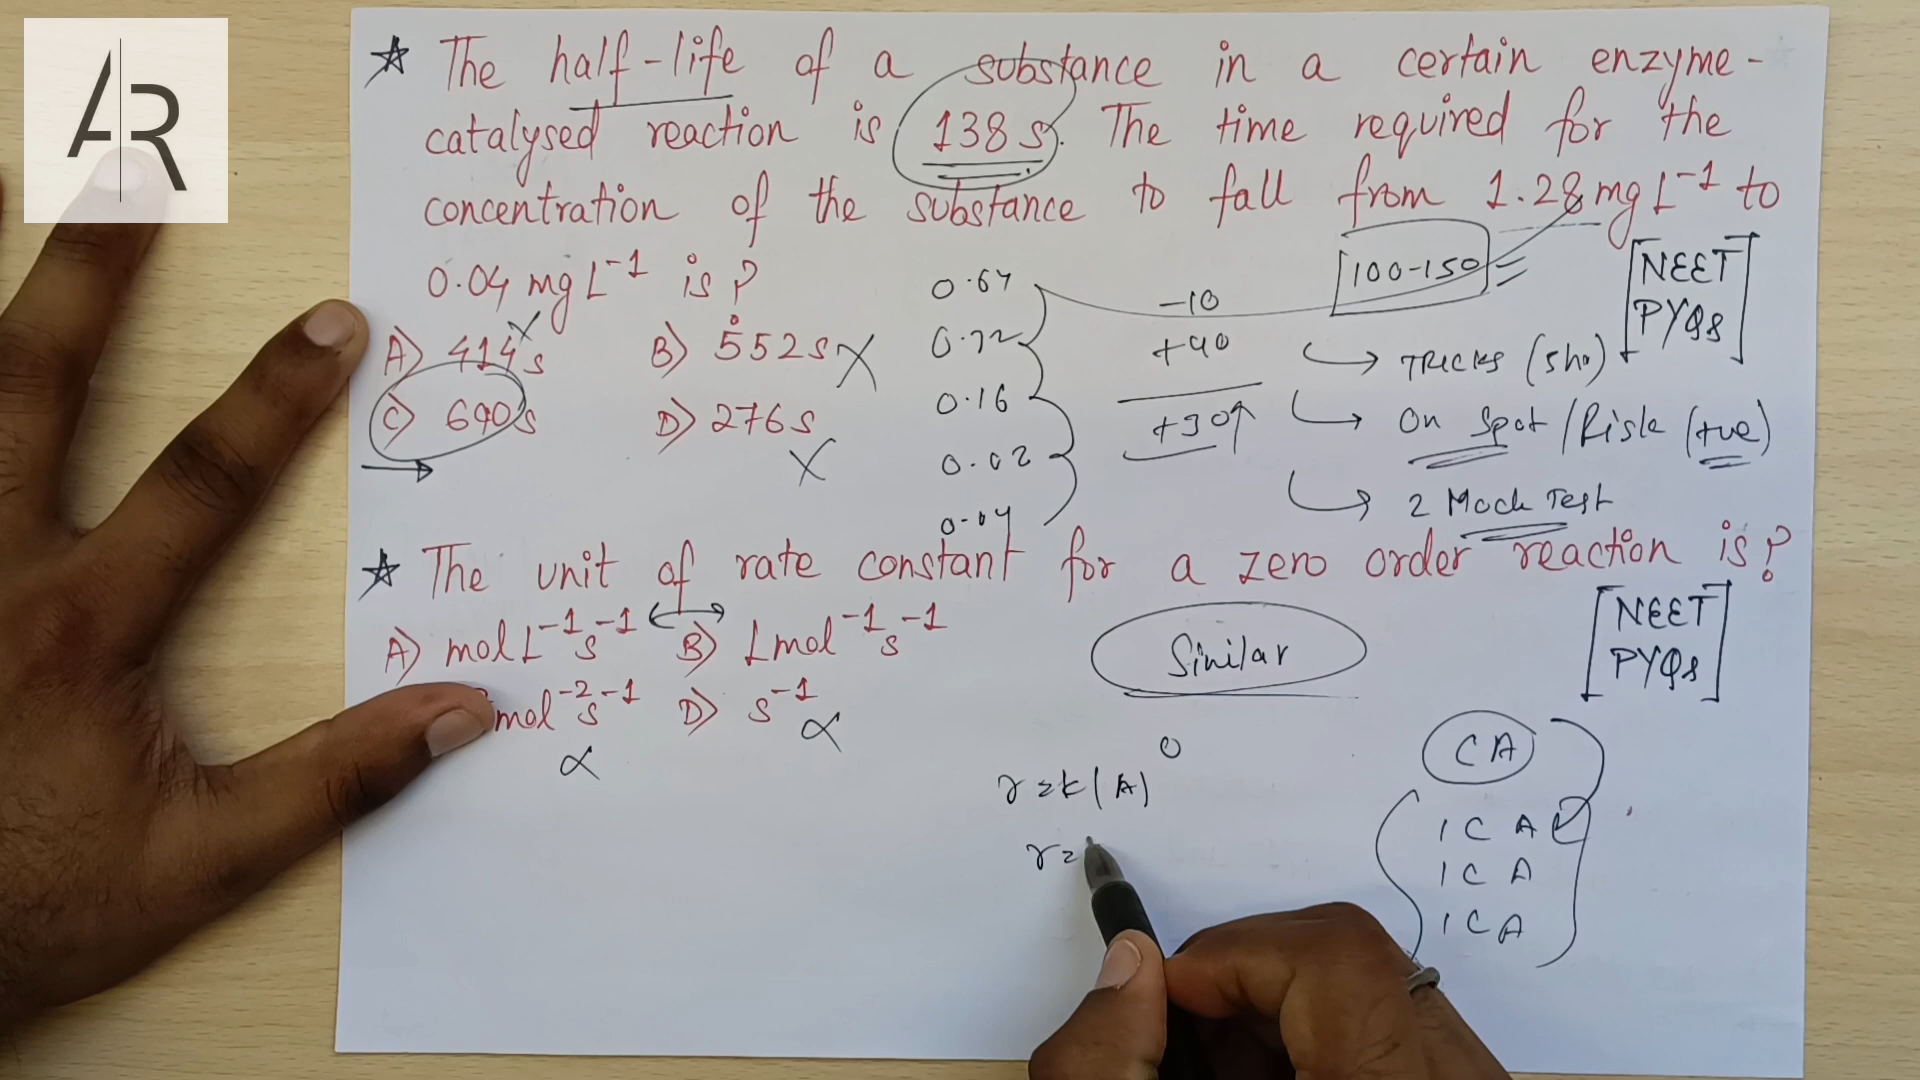 AR
☆ The half-life of a substance in a certain enzyme-
catalysed reaction is 138 s. The time required for the
concentration of the substance to fall from 1.28 mg L⁻¹ to
0.04 mg L⁻¹ is ?
A) 414 s B) 552 s
C) 690 s D) 276 s
0.64
0.32
0.16
0.02
0.04
-10
+40
+30↑
[100-150]
[NEET
PYQs]
→ TRICKS (Sho)
→ On Spot / Risk (+ve)
→ 2 Mock Test
☆ The unit of rate constant for a zero order reaction is ?
A) mol L⁻¹ s⁻¹ B) L mol⁻¹ s⁻¹
mol⁻² s⁻¹ D) s⁻¹
Similar
[NEET
PYQs]
r = k (A)⁰
r =
CA
1 C A
1 C A
1 C A